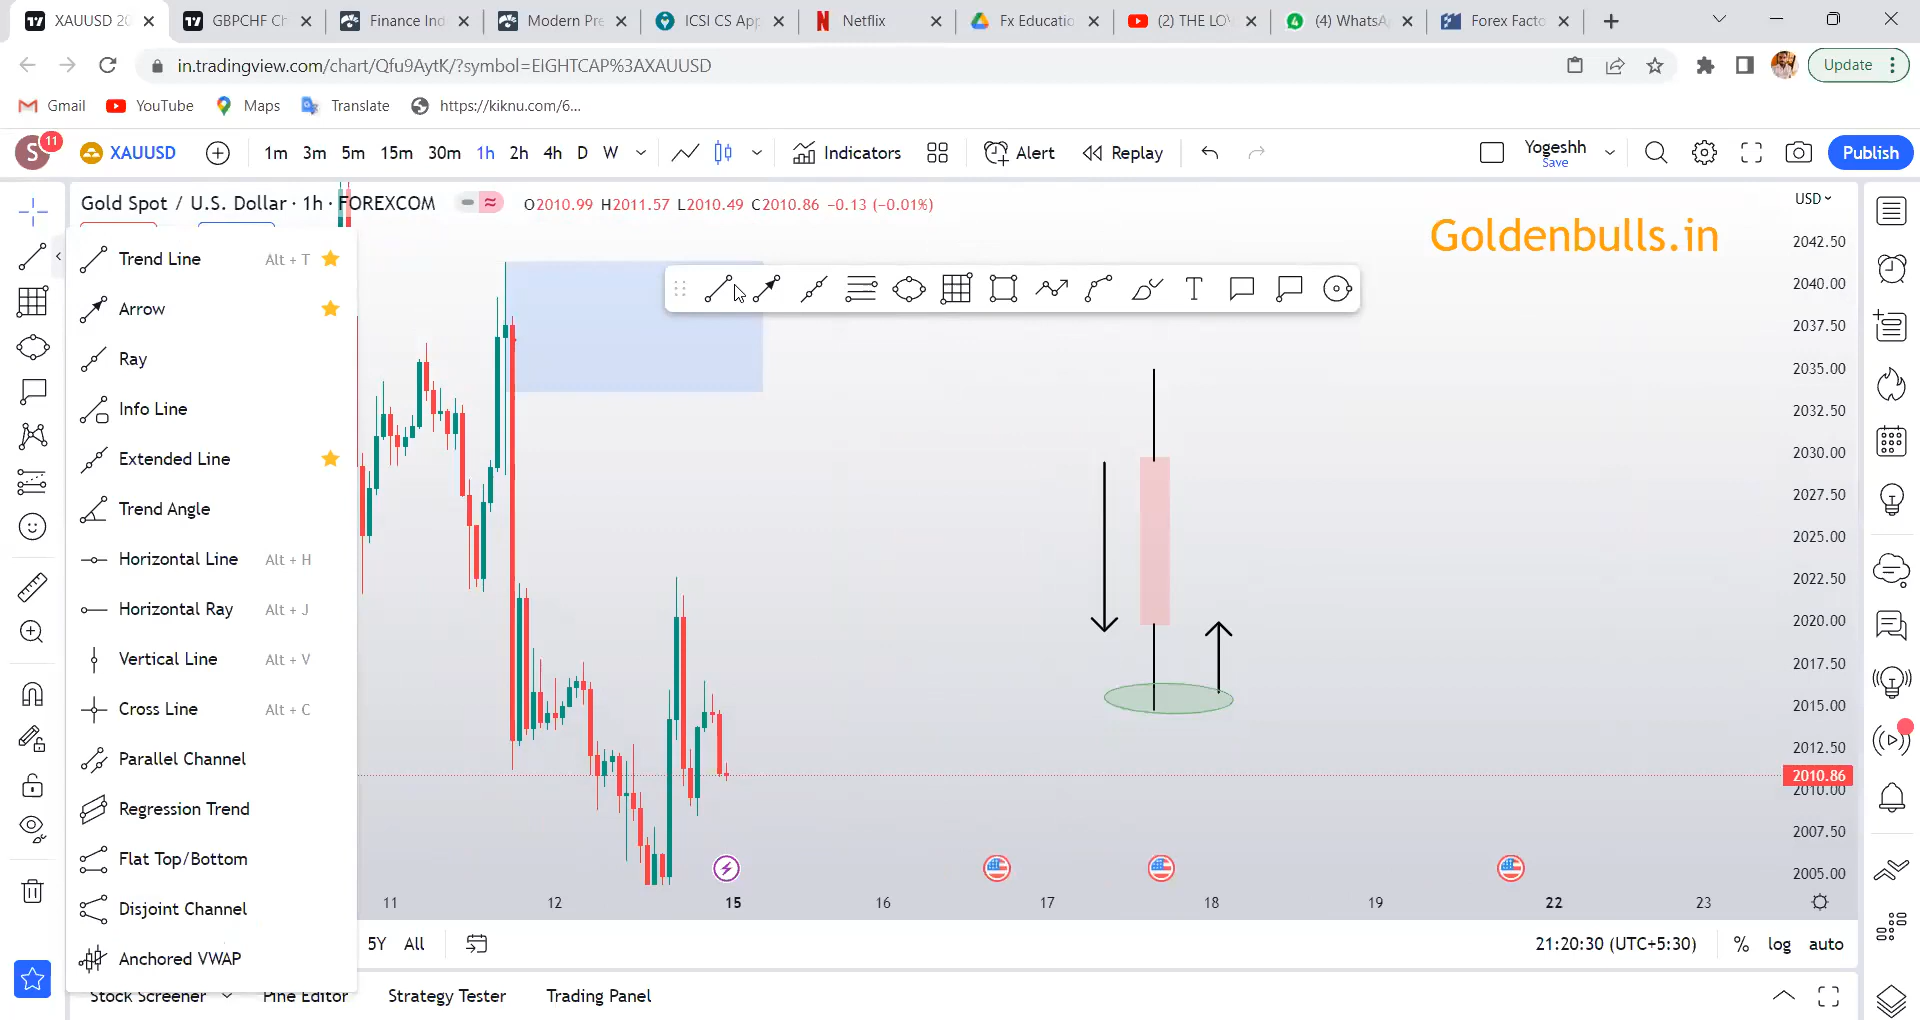 XAUUSD 20
GBPCHF Ch
Finance Ind
Modern Pre
ICSI CS App
Netflix
Fx Educatio
(2) THE LOV
(4) WhatsA
Forex Facto
in.tradingview.com/chart/Qfu9AytK/?symbol=EIGHTCAP%3AXAUUSD
Update
Gmail
YouTube
Maps
Translate
https://kiknu.com/6...
S
11
XAUUSD
1m 3m 5m 15m 30m 1h 2h 4h D W
Indicators
Alert
Replay
Yogeshh
Save
Publish
Gold Spot / U.S. Dollar · 1h · FOREXCOM
O2010.99 H2011.57 L2010.49 C2010.86 −0.13 (−0.01%)
USD
Goldenbulls.in
Trend Line Alt + T
Arrow
Ray
Info Line
Extended Line
Trend Angle
Horizontal Line Alt + H
Horizontal Ray Alt + J
Vertical Line Alt + V
Cross Line Alt + C
Parallel Channel
Regression Trend
Flat Top/Bottom
Disjoint Channel
Anchored VWAP
T
2042.50
2040.00
2037.50
2035.00
2032.50
2030.00
2027.50
2025.00
2022.50
2020.00
2017.50
2015.00
2012.50
2010.86
2010.00
2007.50
2005.00
11 12 15 16 17 18 19 22 23
5Y All
21:20:30 (UTC+5:30)
% log auto
Stock Screener
Pine Editor
Strategy Tester
Trading Panel